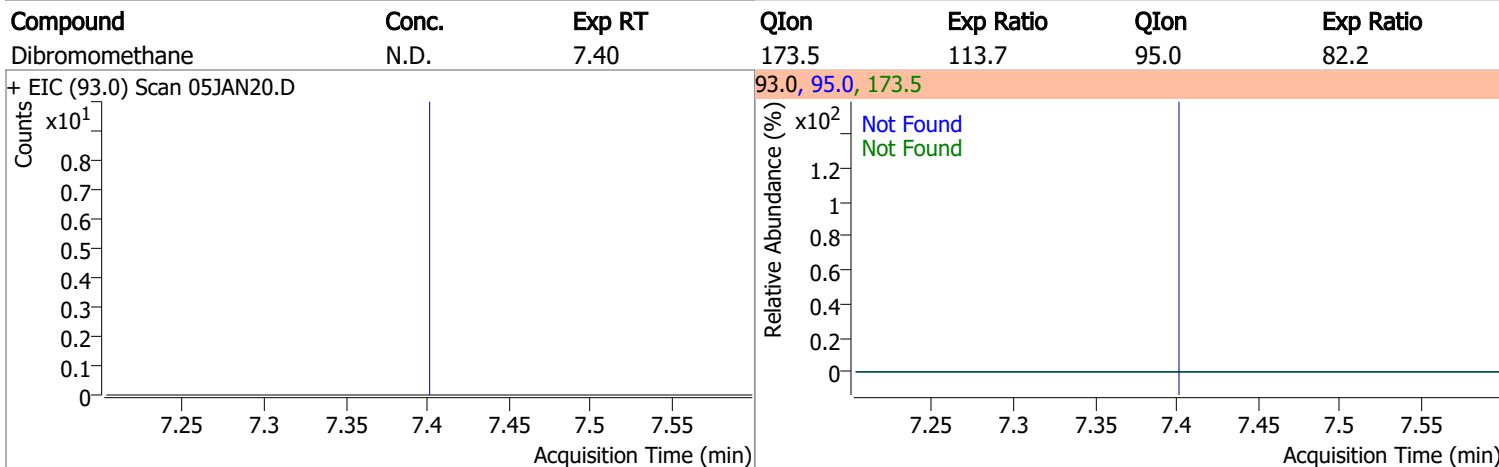 Compound Conc. Exp RT QIon Exp Ratio QIon Exp Ratio
Dibromomethane N.D. 7.40 173.5 113.7 95.0 82.2
+ EIC (93.0) Scan 05JAN20.D
Counts
x10¹
0.8
0.7
0.6
0.5
0.4
0.3
0.2
0.1
0
7.25 7.3 7.35 7.4 7.45 7.5 7.55
Acquisition Time (min)
93.0, 95.0, 173.5
Relative Abundance (%)
x10²
Not Found
Not Found
1.2
1
0.8
0.6
0.4
0.2
0
7.25 7.3 7.35 7.4 7.45 7.5 7.55
Acquisition Time (min)